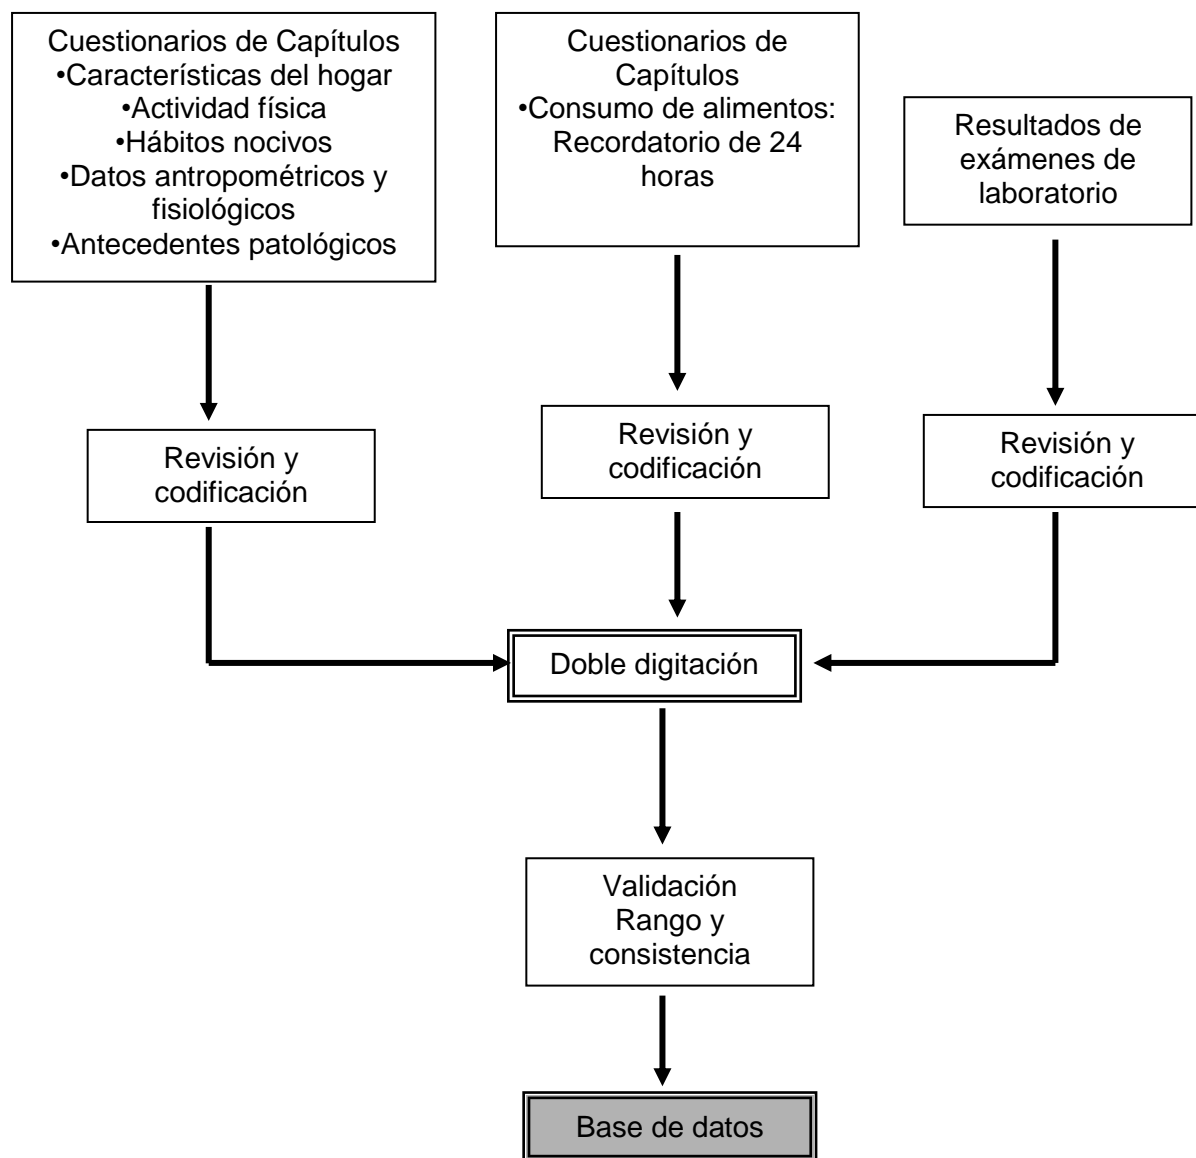 Cuestionarios de Capítulos
•Características del hogar
•Actividad física
•Hábitos nocivos
•Datos antropométricos y
fisiológicos
•Antecedentes patológicos
Cuestionarios de
Capítulos
•Consumo de alimentos:
Recordatorio de 24
horas
Resultados de
exámenes de
laboratorio
Revisión y
codificación
Revisión y
codificación
Revisión y
codificación
Doble digitación
Validación
Rango y
consistencia
Base de datos